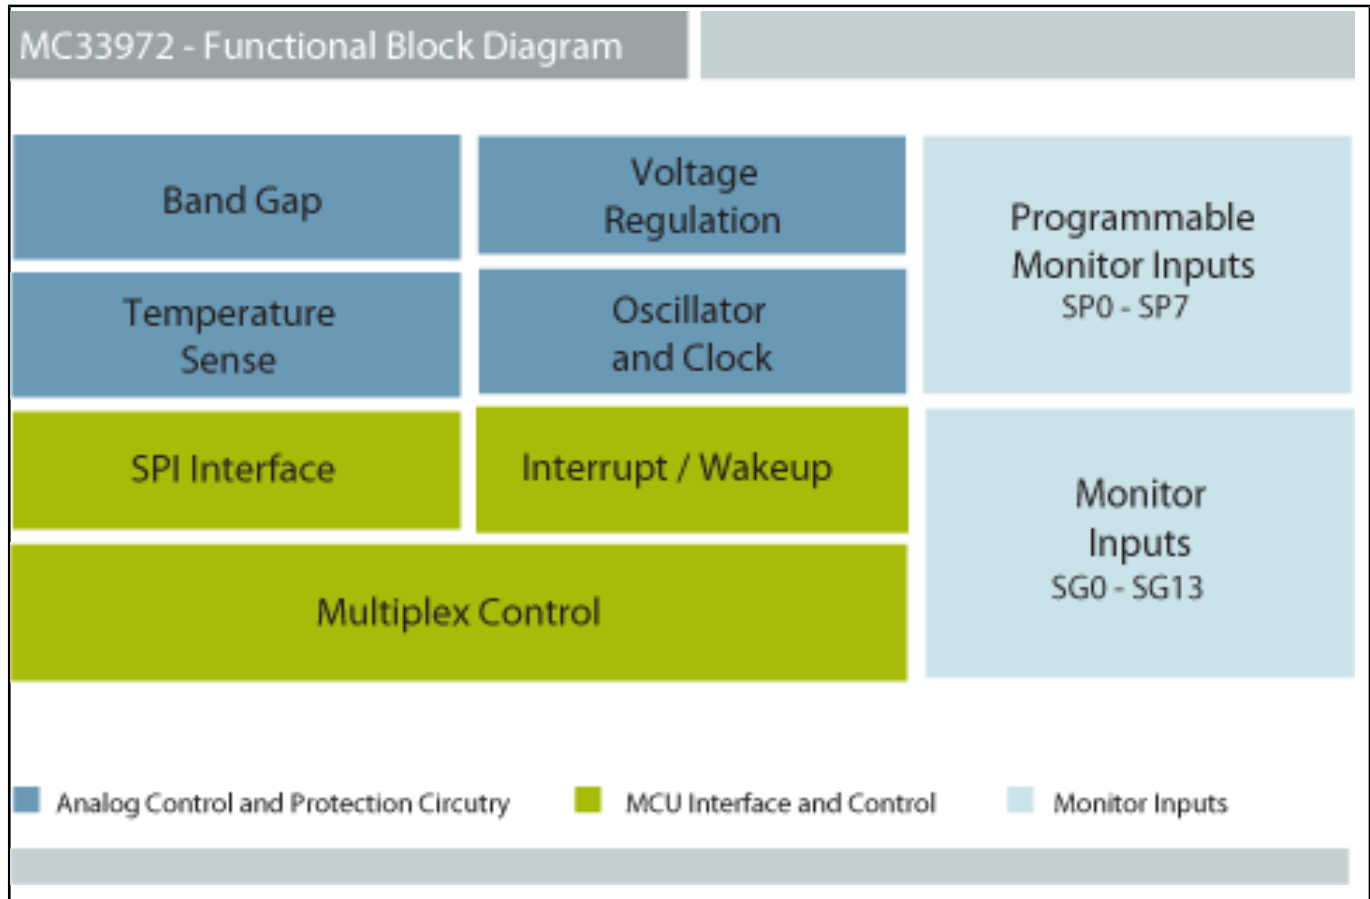 MC33972 - Functional Block Diagram
Band Gap
Voltage
Regulation
Programmable
Monitor Inputs
SP0 - SP7
Temperature
Sense
Oscillator
and Clock
SPI Interface
Interrupt / Wakeup
Monitor
Inputs
SG0 - SG13
Multiplex Control
Analog Control and Protection Circutry
MCU Interface and Control
Monitor Inputs